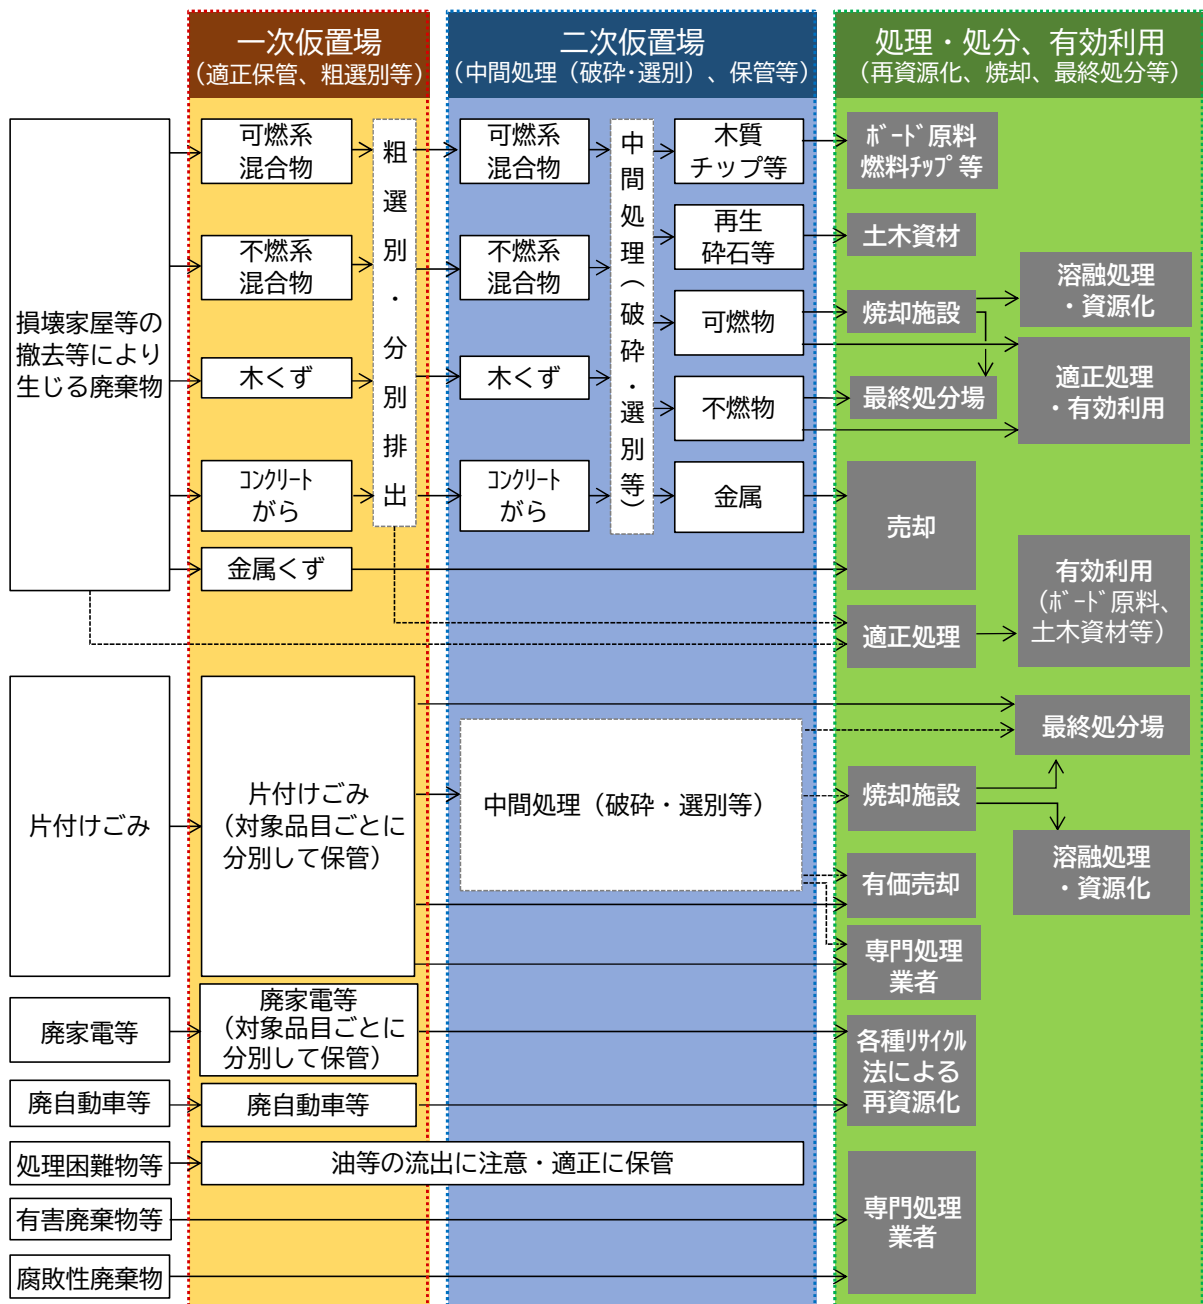 一次仮置場
（適正保管、粗選別等）
二次仮置場
（中間処理（破砕・選別）、保管等）
処理・処分、有効利用
（再資源化、焼却、最終処分等）
損壊家屋等の
撤去等により
生じる廃棄物
可燃系
混合物
不燃系
混合物
木くず
コンクリート
がら
金属くず
粗選別・分別排出
可燃系
混合物
不燃系
混合物
木くず
コンクリート
がら
中間処理（破砕・選別等）
木質
チップ等
再生
砕石等
可燃物
不燃物
金属
ボード原料
燃料チップ等
土木資材
焼却施設
溶融処理
・資源化
最終処分場
適正処理
・有効利用
売却
適正処理
有効利用
（ボード原料、
土木資材等）
片付けごみ
片付けごみ
（対象品目ごとに
分別して保管）
中間処理（破砕・選別等）
最終処分場
焼却施設
溶融処理
・資源化
有価売却
専門処理
業者
廃家電等
廃家電等
（対象品目ごとに
分別して保管）
各種リサイクル
法による
再資源化
廃自動車等
廃自動車等
処理困難物等
油等の流出に注意・適正に保管
有害廃棄物等
専門処理
業者
腐敗性廃棄物